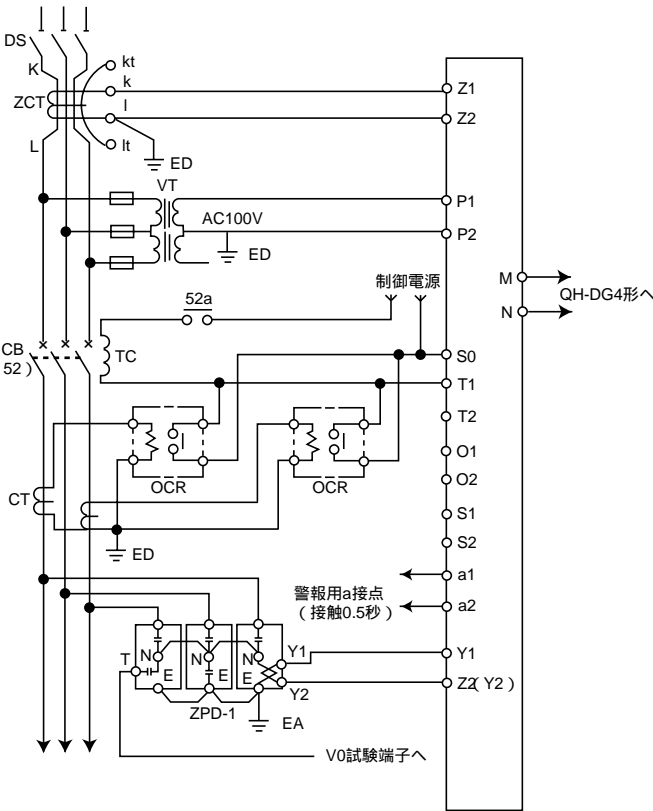 DS
K
kt
k
ZCT
l
L
lt
ED
VT
AC100V
ED
制御電源
52a
CB
52）
TC
OCR
OCR
CT
ED
警報用a接点
（接触0.5秒）
T
N
E
N
E
N
E
Y1
Y2
ZPD-1
EA
V0試験端子へ
Z1
Z2
P1
P2
M
N
QH-DG4形へ
S0
T1
T2
O1
O2
S1
S2
a1
a2
Y1
Z2（Y2）